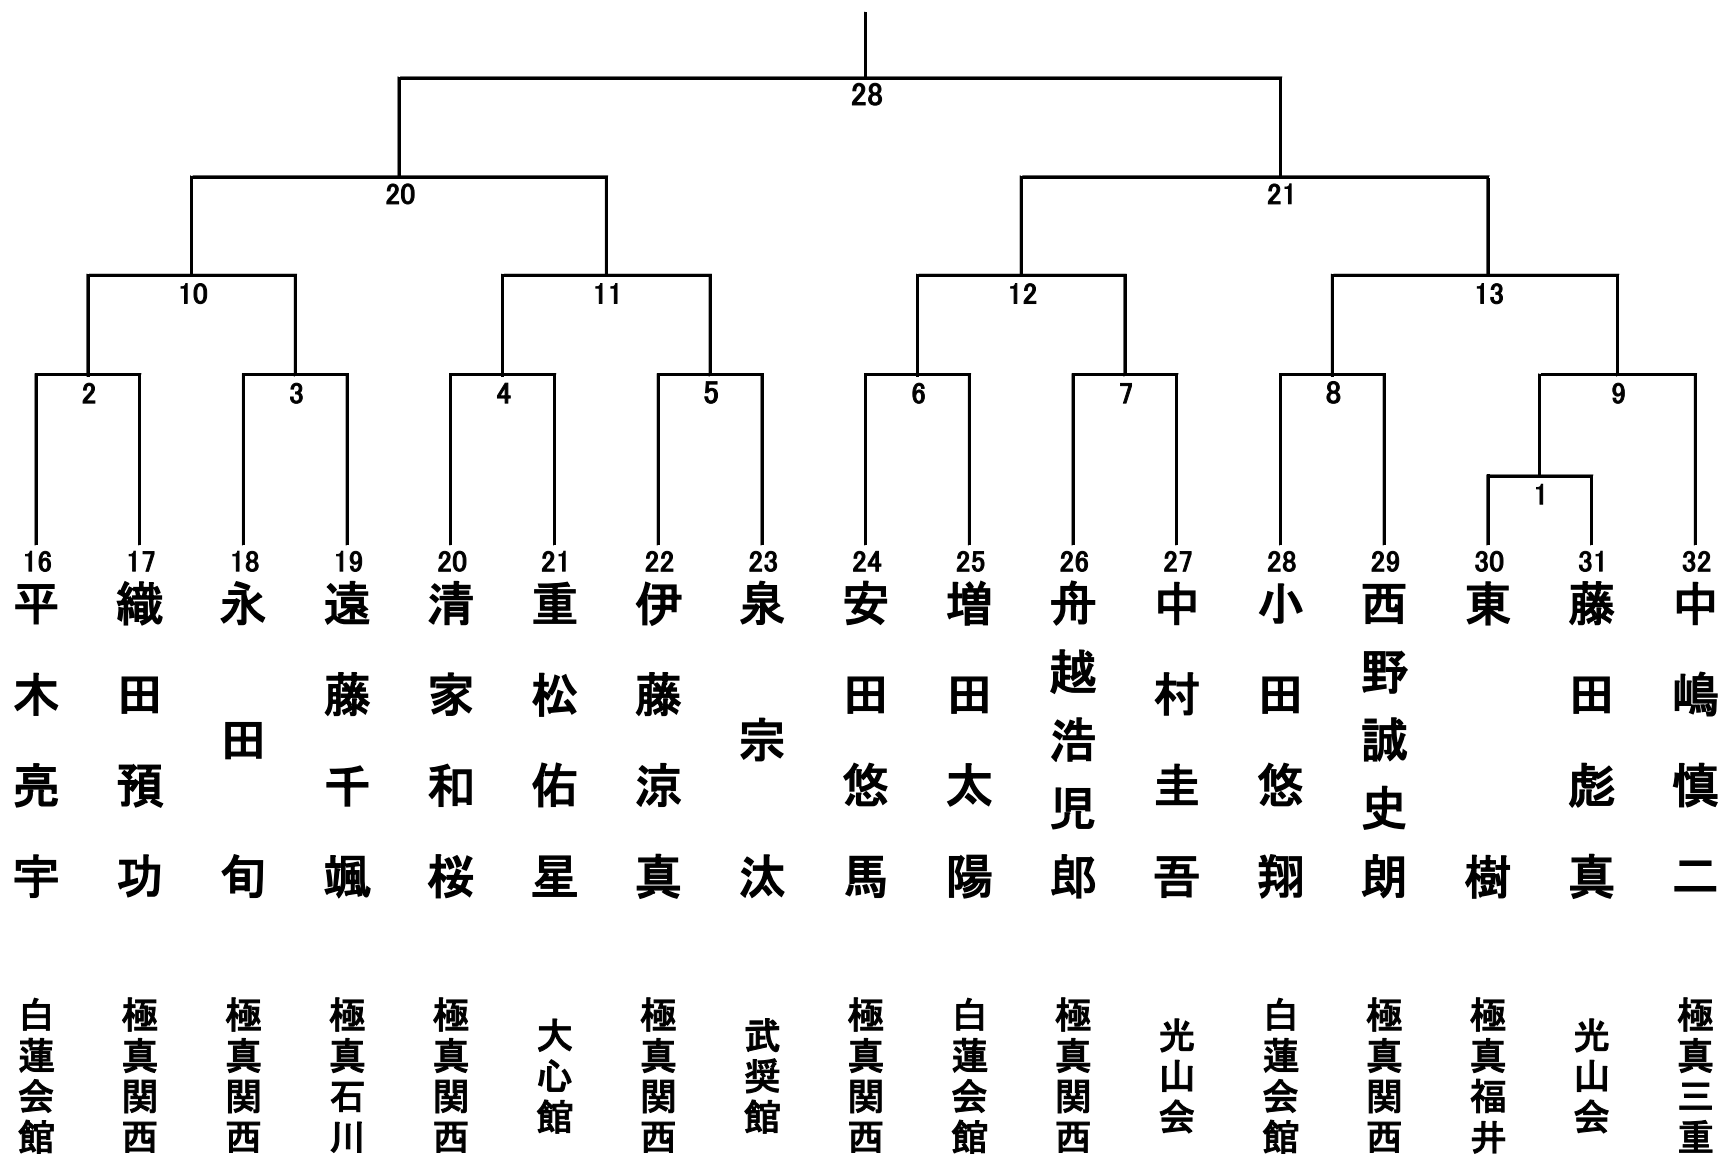 28
20
21
10
11
12
13
2
3
4
5
6
7
8
9
1
16
17
18
19
20
21
22
23
24
25
26
27
28
29
30
31
32
平木亮宇
織田預功
永田旬
遠藤千颯
清家和桜
重松佑星
伊藤涼真
泉宗汰
安田悠馬
増田太陽
舟越浩児郎
中村圭吾
小田悠翔
西野誠史朗
東樹
藤田彪真
中嶋慎二
白蓮会館
極真関西
極真関西
極真石川
極真関西
大心館
極真関西
武奨館
極真関西
白蓮会館
極真関西
光山会
白蓮会館
極真関西
極真福井
光山会
極真三重